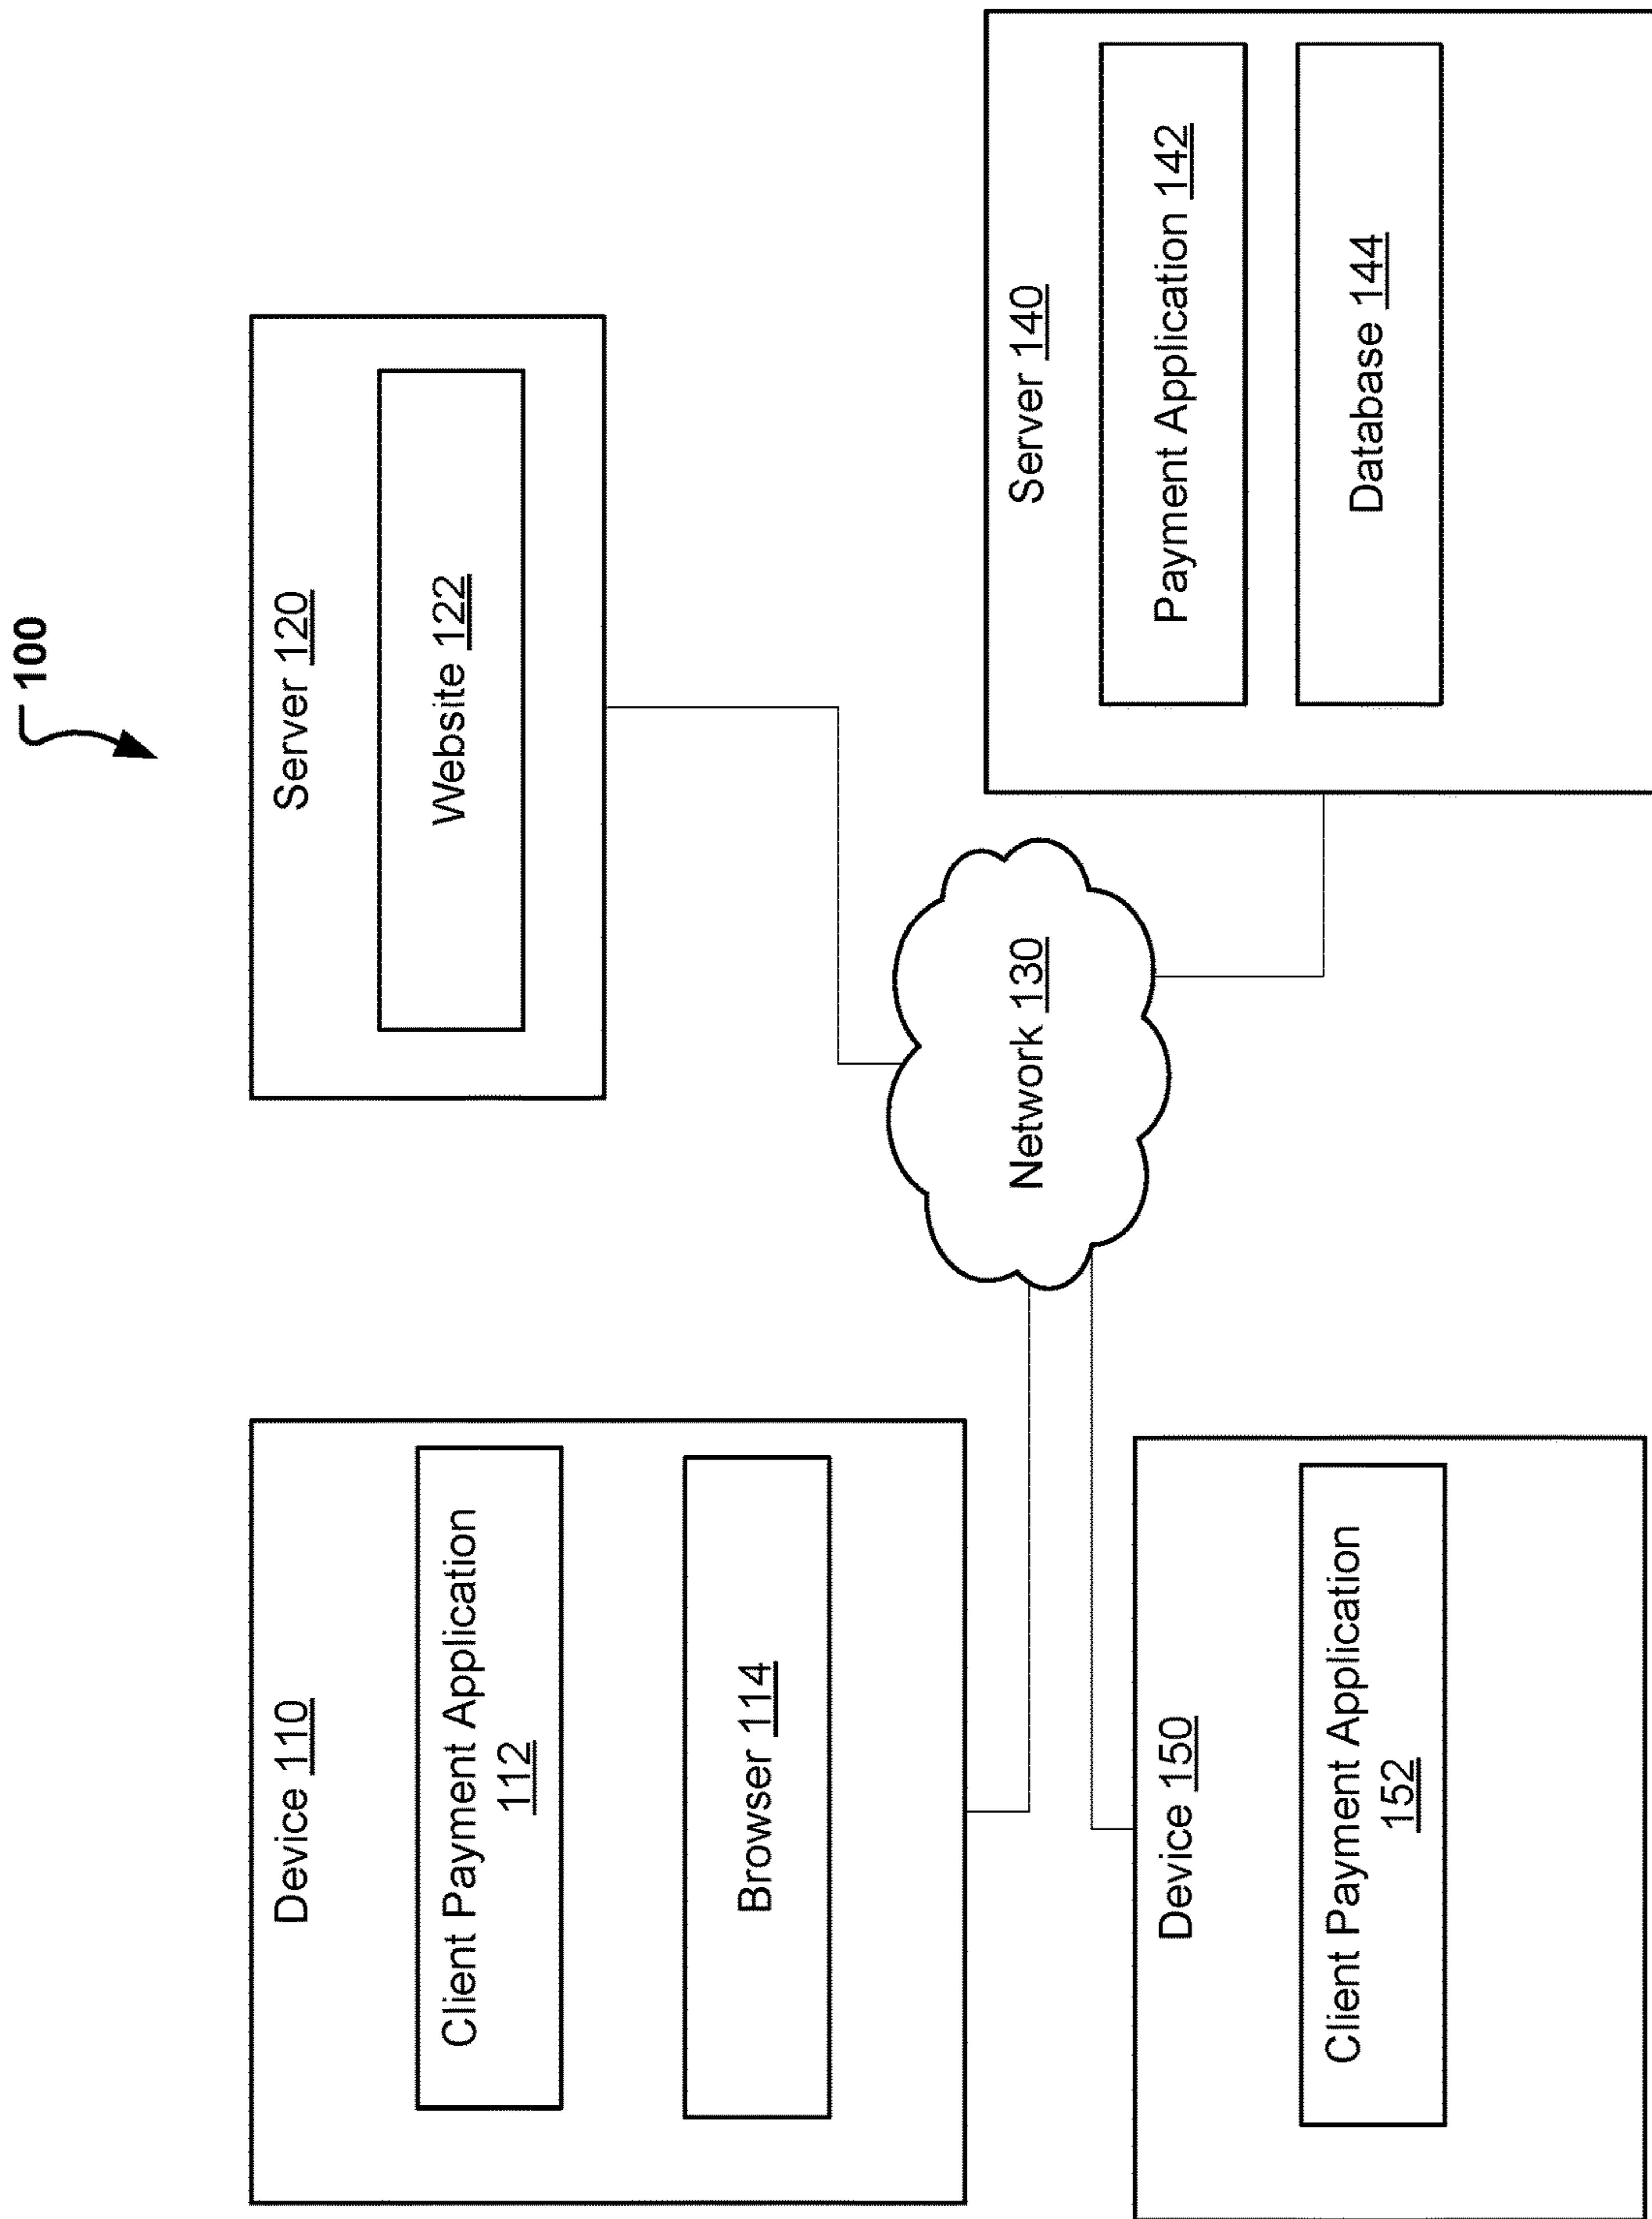 100
Device 110
Client Payment Application
112
Browser 114
Server 120
Website 122
Network 130
Device 150
Client Payment Application
152
Server 140
Payment Application 142
Database 144